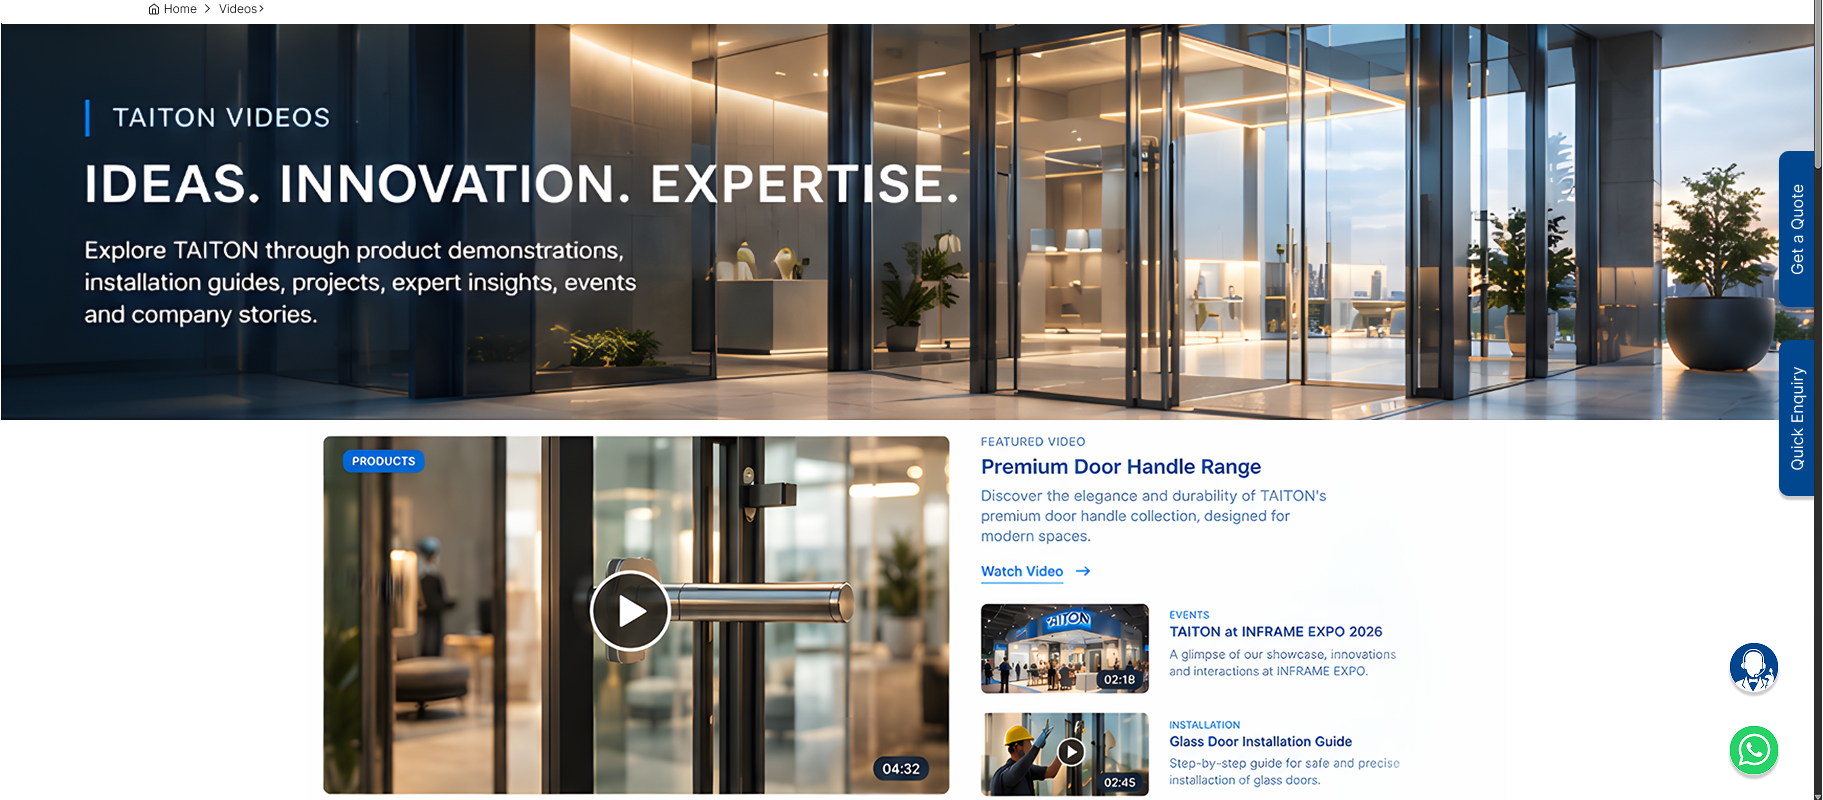 Home > Videos>
TAITON VIDEOS
IDEAS. INNOVATION. EXPERTISE.
Explore TAITON through product demonstrations,
installation guides, projects, expert insights, events
and company stories.
Get a Quote
Quick Enquiry
PRODUCTS
04:32
FEATURED VIDEO
Premium Door Handle Range
Discover the elegance and durability of TAITON's
premium door handle collection, designed for
modern spaces.
Watch Video →
TAITON
02:18
EVENTS
TAITON at INFRAME EXPO 2026
A glimpse of our showcase, innovations
and interactions at INFRAME EXPO.
02:45
INSTALLATION
Glass Door Installation Guide
Step-by-step guide for safe and precise
installaction of glass doors.